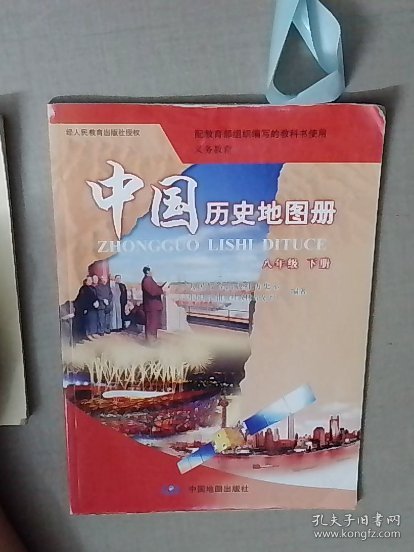 经人民教育出版社授权
配教育部组织编写的教科书使用
义务教育
中国历史地图册
ZHONGGUO LISHI DITUCE
八年级 下册
编著
中国地图出版社
孔夫子旧书网
www.kongfz.com